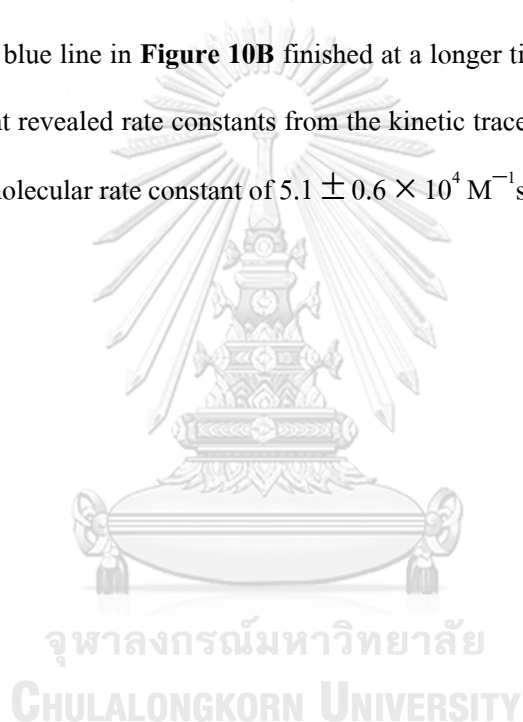 blue line in Figure 10B finished at a longer ti
t revealed rate constants from the kinetic trace
olecular rate constant of 5.1 ± 0.6 × 10⁴ M⁻¹s
จุฬาลงกรณ์มหาวิทยาลัย
CHULALONGKORN UNIVERSITY